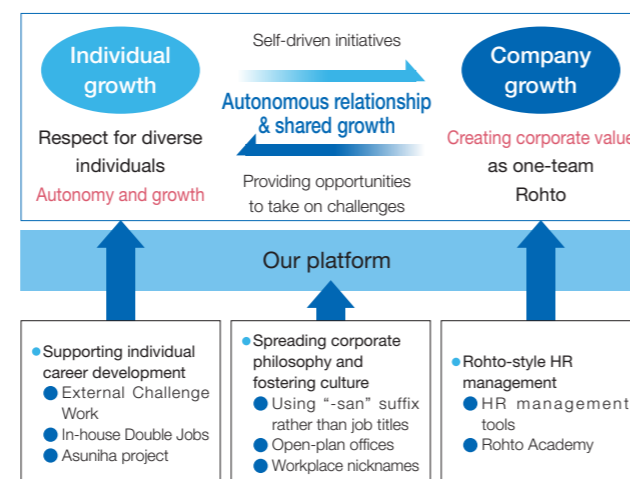 Individual
growth
Respect for diverse
individuals
Autonomy and growth
Self-driven initiatives
Autonomous relationship
& shared growth
Providing opportunities
to take on challenges
Company
growth
Creating corporate value
as one-team
Rohto
Our platform
Supporting individual
career development
External Challenge
Work
In-house Double Jobs
Asuniha project
Spreading corporate
philosophy and
fostering culture
Using “-san” suffix
rather than job titles
Open-plan offices
Workplace nicknames
Rohto-style HR
management
HR management
tools
Rohto Academy